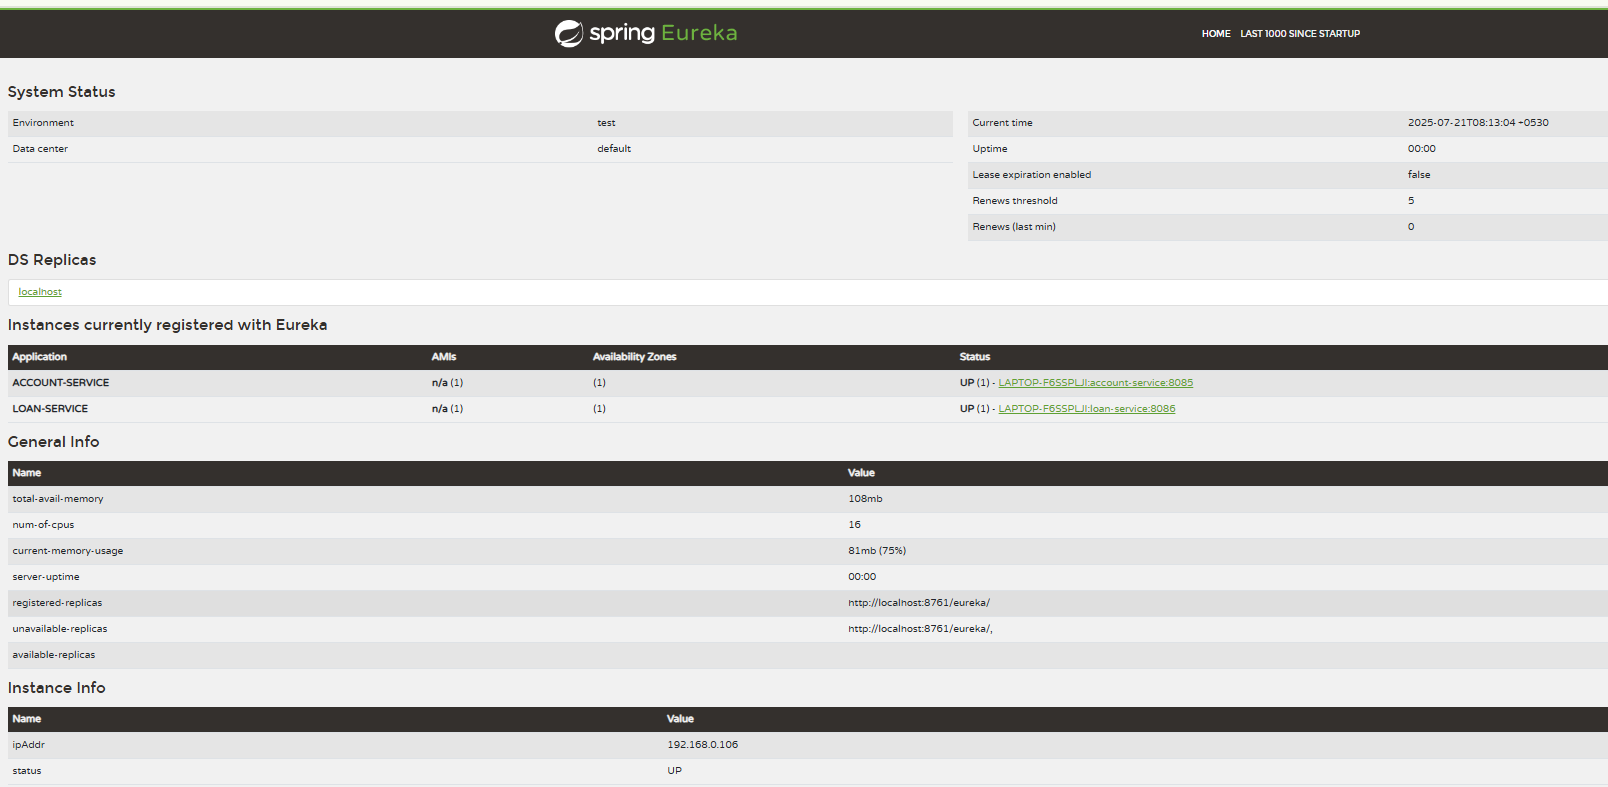 spring Eureka
HOME LAST 1000 SINCE STARTUP
System Status
Environment test
Data center default
Current time 2025-07-21T08:13:04 +0530
Uptime 00:00
Lease expiration enabled false
Renews threshold 5
Renews (last min) 0
DS Replicas
localhost
Instances currently registered with Eureka
Application AMIs Availability Zones Status
ACCOUNT-SERVICE n/a (1) (1) UP (1) - LAPTOP-F6SSPLJI:account-service:8085
LOAN-SERVICE n/a (1) (1) UP (1) - LAPTOP-F6SSPLJI:loan-service:8086
General Info
Name Value
total-avail-memory 108mb
num-of-cpus 16
current-memory-usage 81mb (75%)
server-uptime 00:00
registered-replicas http://localhost:8761/eureka/
unavailable-replicas http://localhost:8761/eureka/,
available-replicas
Instance Info
Name Value
ipAddr 192.168.0.106
status UP